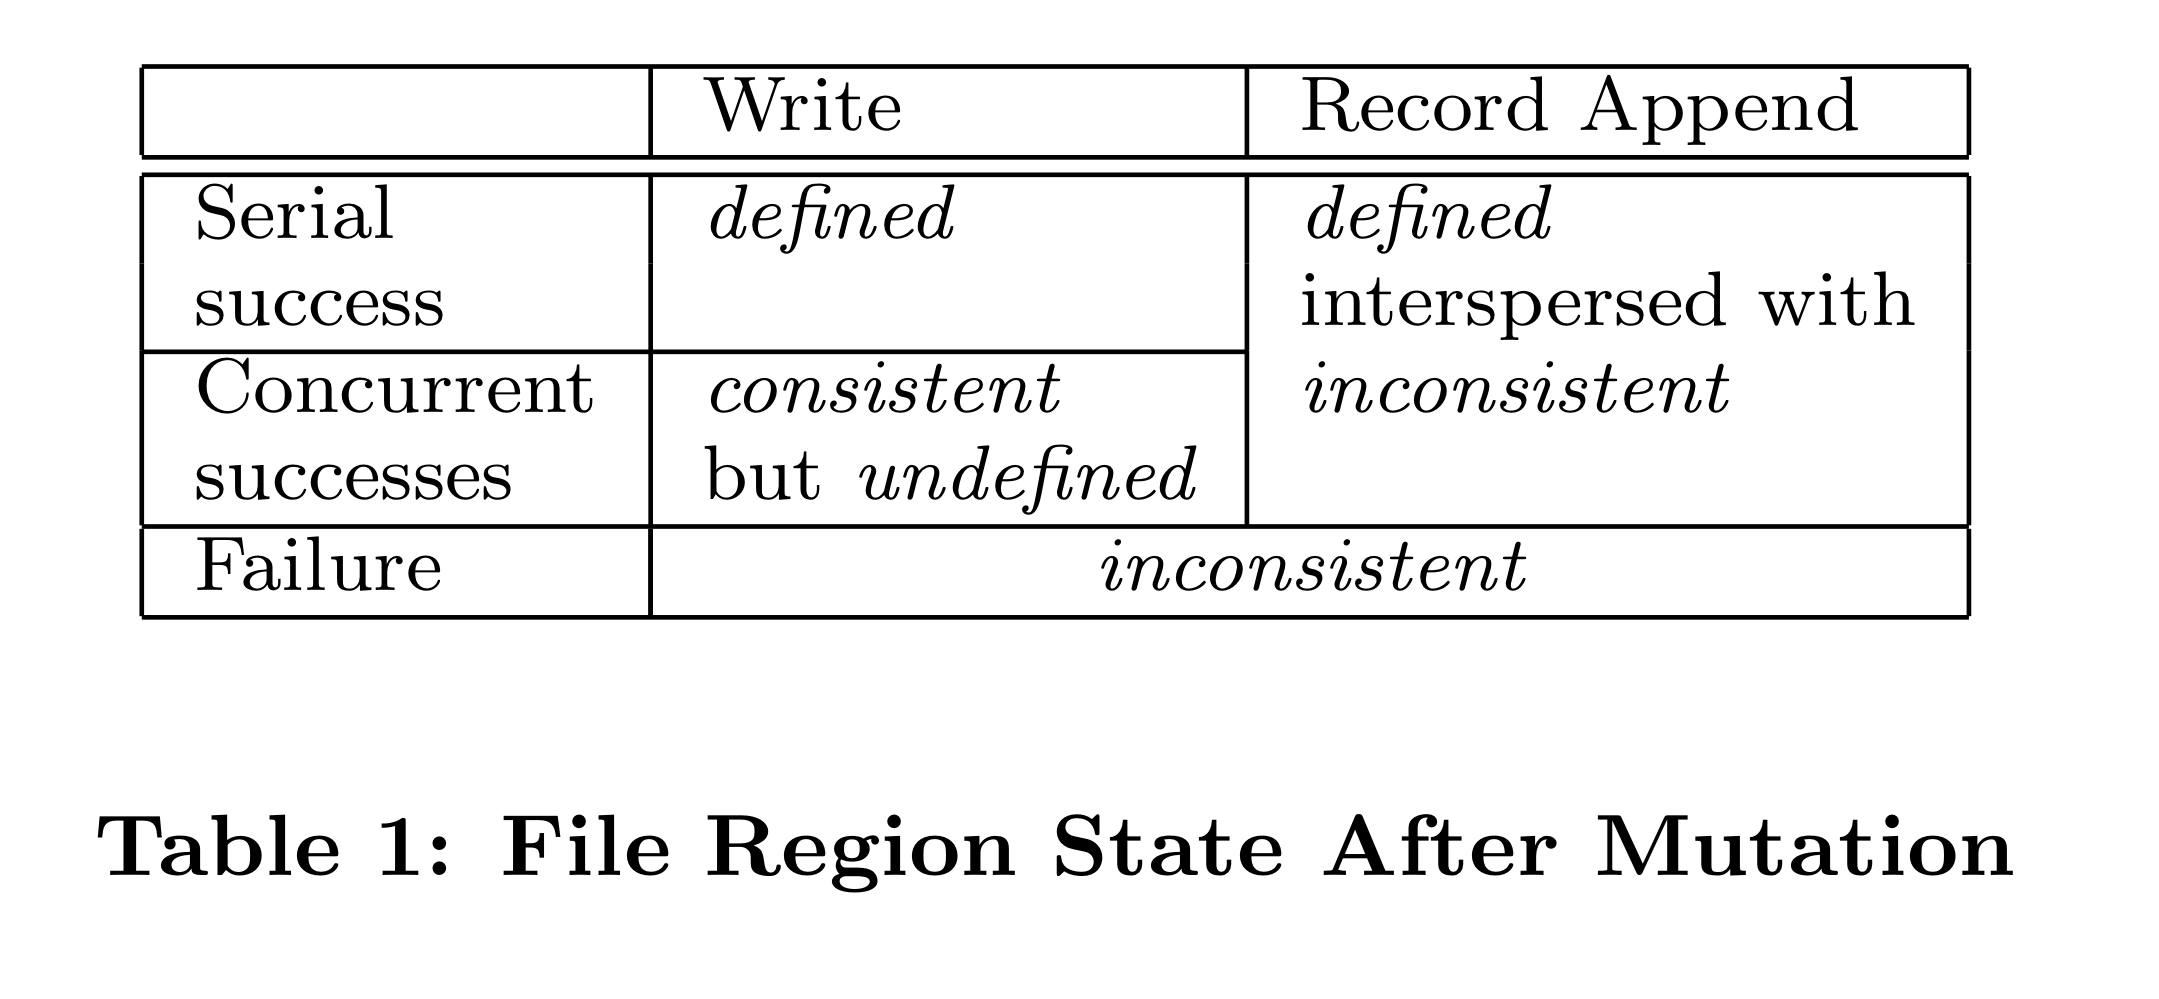 Write Record Append
Serial defined defined
success interspersed with
Concurrent consistent inconsistent
successes but undefined
Failure inconsistent
Table 1: File Region State After Mutation